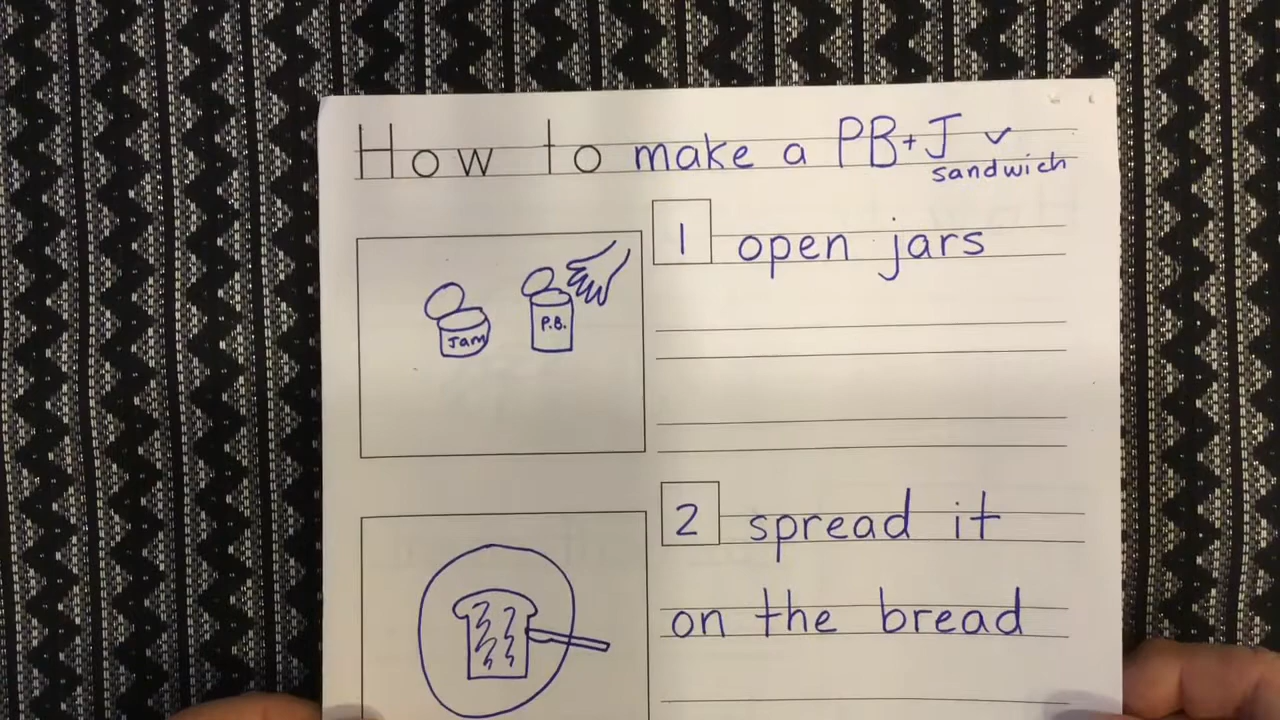 How to make a PB+J
sandwich
1 open jars
Jam
P.B.
2 spread it
on the bread